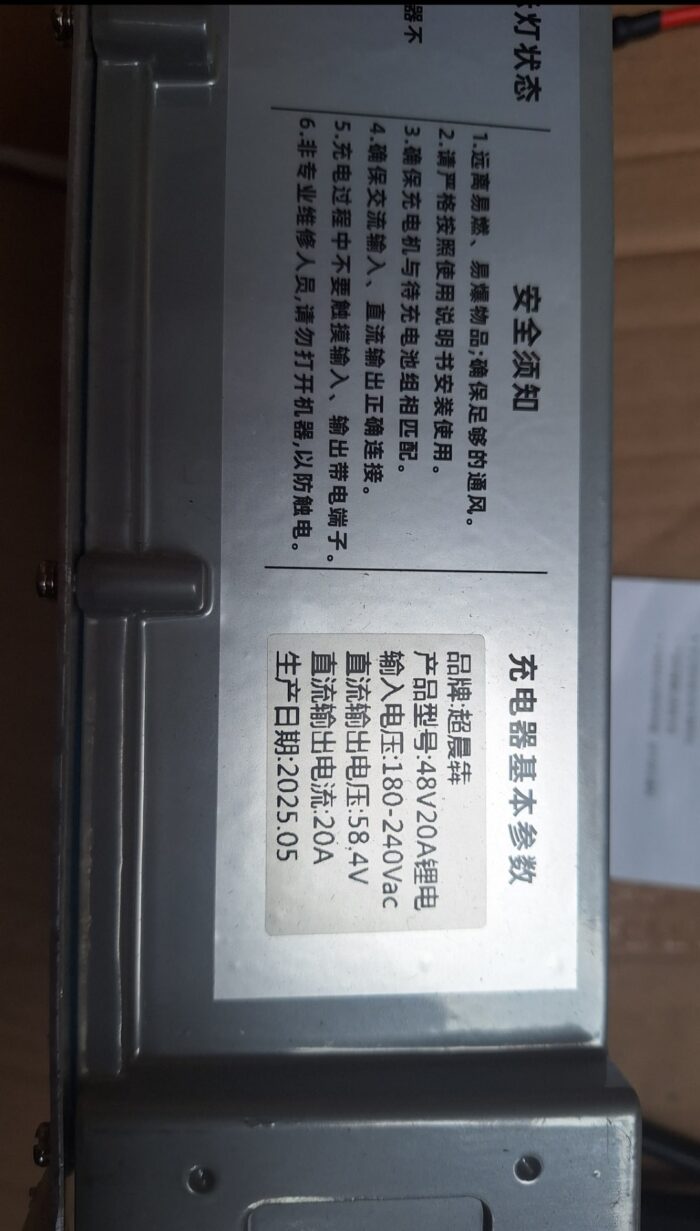 灯状态
器不
安全须知
1.远离易燃、易爆物品;确保足够的通风。
2.请严格按照使用说明书安装使用。
3.确保充电机与待充电池组相匹配。
4.确保交流输入、直流输出正确连接。
5.充电过程中不要触摸输入、输出带电端子。
6.非专业维修人员,请勿打开机器,以防触电。
充电器基本参数
品牌:超晨犇
产品型号:48V20A锂电
输入电压:180-240Vac
直流输出电压:58.4V
直流输出电流:20A
生产日期:2025.05